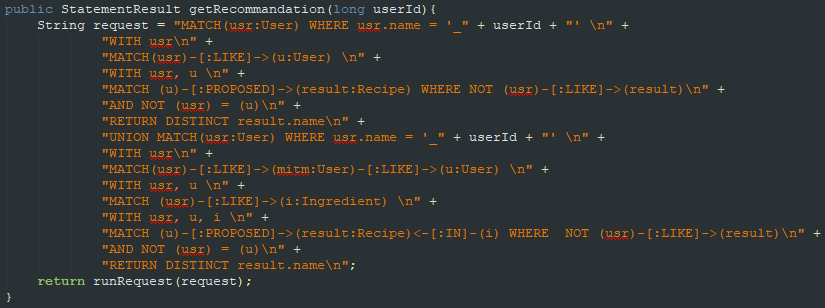 public StatementResult getRecommandation(long userId){
    String request = "MATCH(usr:User) WHERE usr.name = '_" + userId + "' \n" +
            "WITH usr\n" +
            "MATCH(usr)-[:LIKE]->(u:User) \n" +
            "WITH usr, u \n" +
            "MATCH (u)-[:PROPOSED]->(result:Recipe) WHERE NOT (usr)-[:LIKE]->(result)\n" +
            "AND NOT (usr) = (u)\n" +
            "RETURN DISTINCT result.name\n" +
            "UNION MATCH(usr:User) WHERE usr.name = '_" + userId + "' \n" +
            "WITH usr\n" +
            "MATCH(usr)-[:LIKE]->(mitm:User)-[:LIKE]->(u:User) \n" +
            "WITH usr, u \n" +
            "MATCH (usr)-[:LIKE]->(i:Ingredient) \n" +
            "WITH usr, u, i \n" +
            "MATCH (u)-[:PROPOSED]->(result:Recipe)<-[:IN]-(i) WHERE  NOT (usr)-[:LIKE]->(result)\n" +
            "AND NOT (usr) = (u)\n" +
            "RETURN DISTINCT result.name\n";
    return runRequest(request);
}